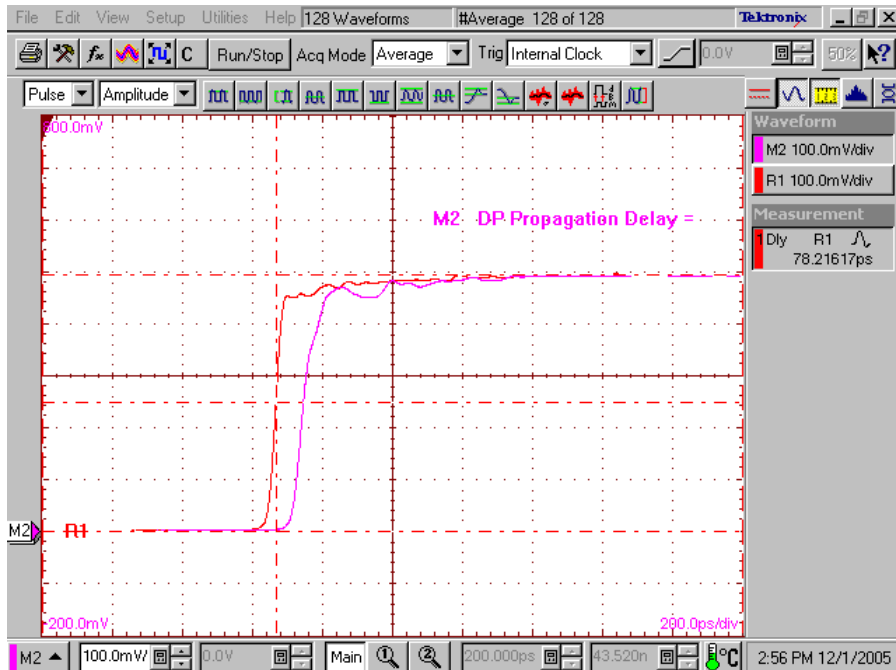 File Edit View Setup Utilities Help 128 Waveforms #Average 128 of 128 Tektronix
C Run/Stop Acq Mode Average Trig Internal Clock 0.0V 50% ?
Pulse Amplitude
600.0mV
M2 DP Propagation Delay =
Waveform
M2 100.0mV/div
R1 100.0mV/div
Measurement
1 Dly R1
78.21617ps
M2 R1
-200.0mV 200.0ps/div
M2 100.0mV/ 0.0V Main 1 2 200.000ps 43.520n °C 2:56 PM 12/1/2005